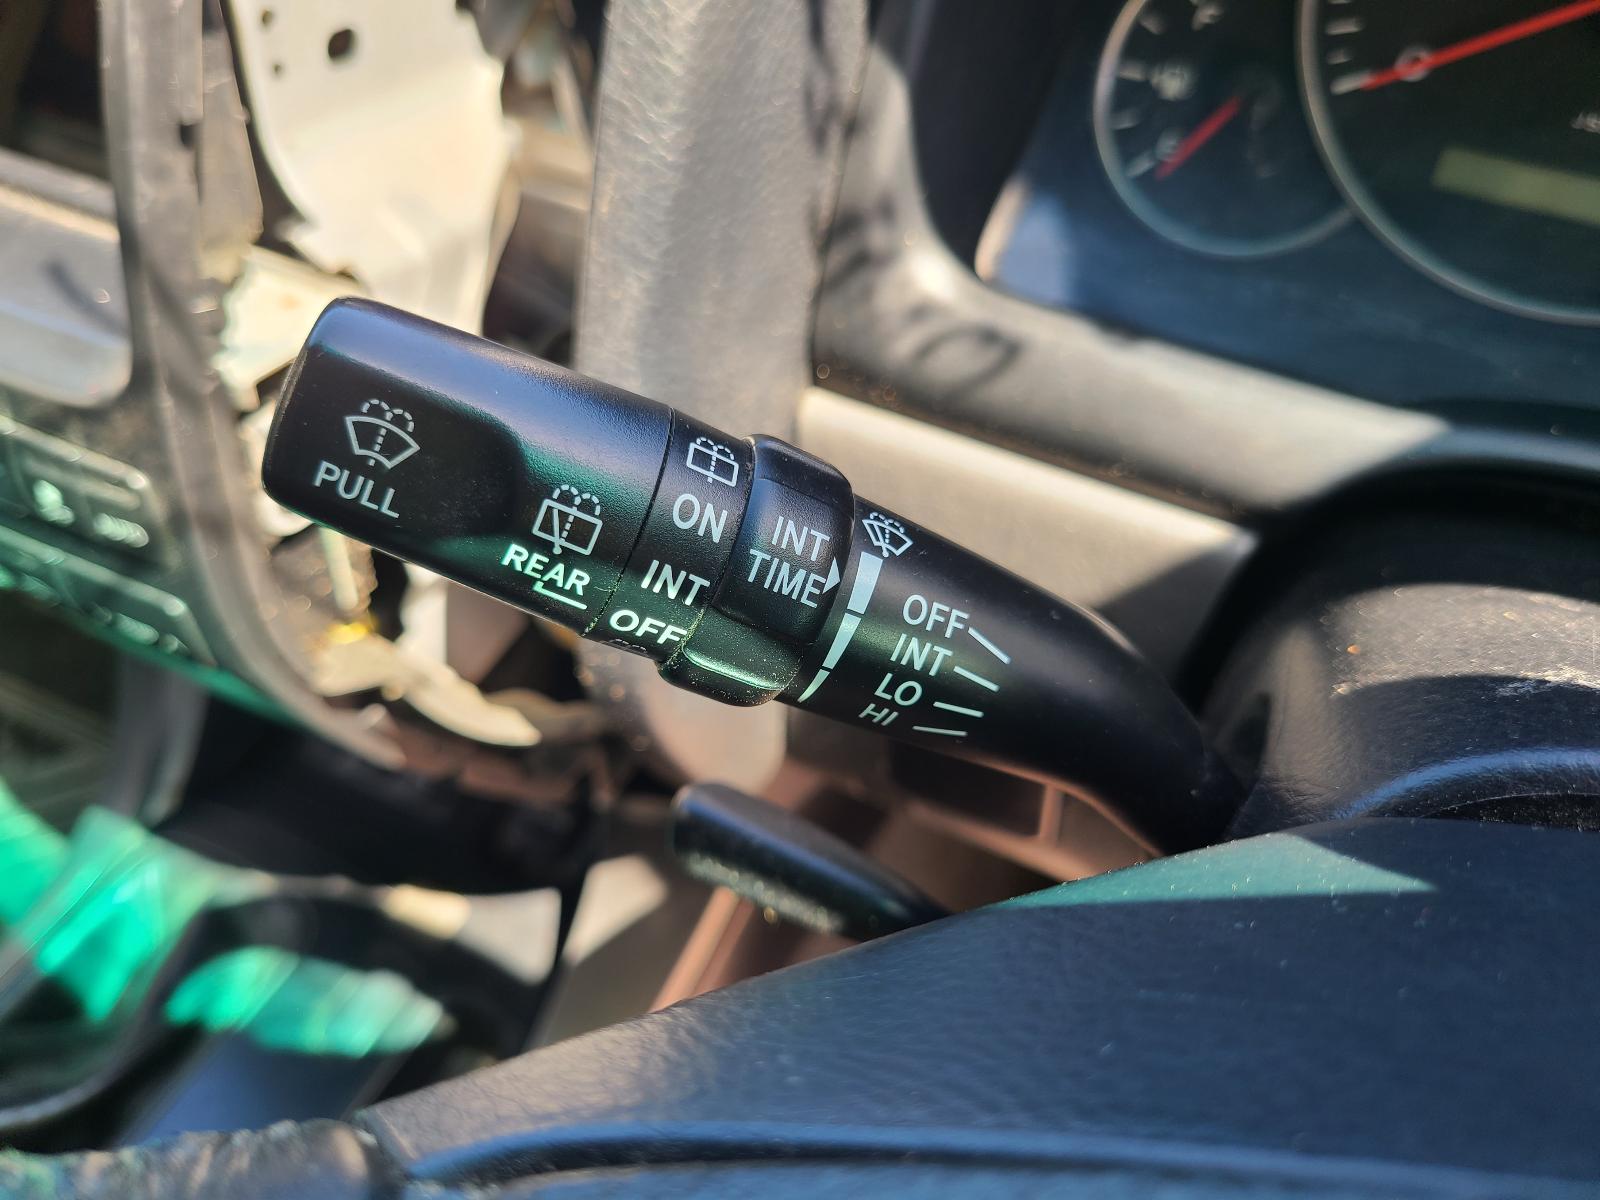 PULL
REAR
ON
INT
OFF
INT
TIME
OFF
INT
LO
HI